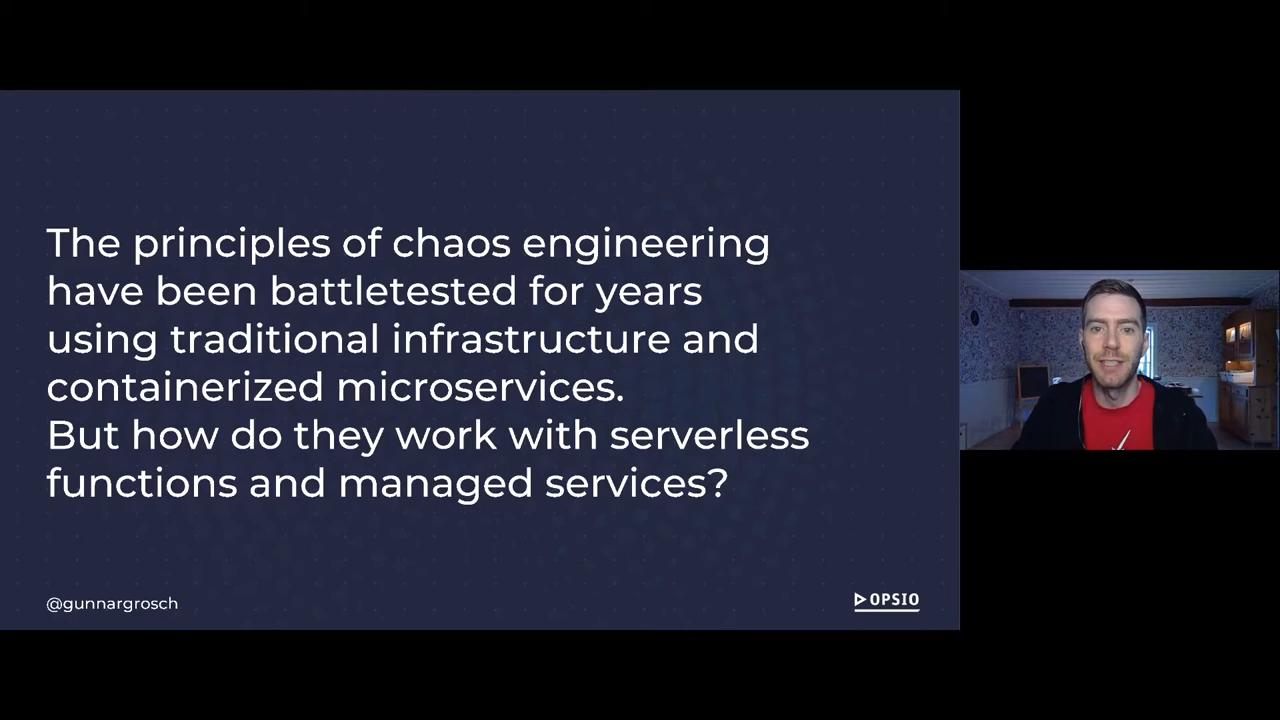 The principles of chaos engineering
have been battletested for years
using traditional infrastructure and
containerized microservices.
But how do they work with serverless
functions and managed services?
@gunnargrosch
OPSIO